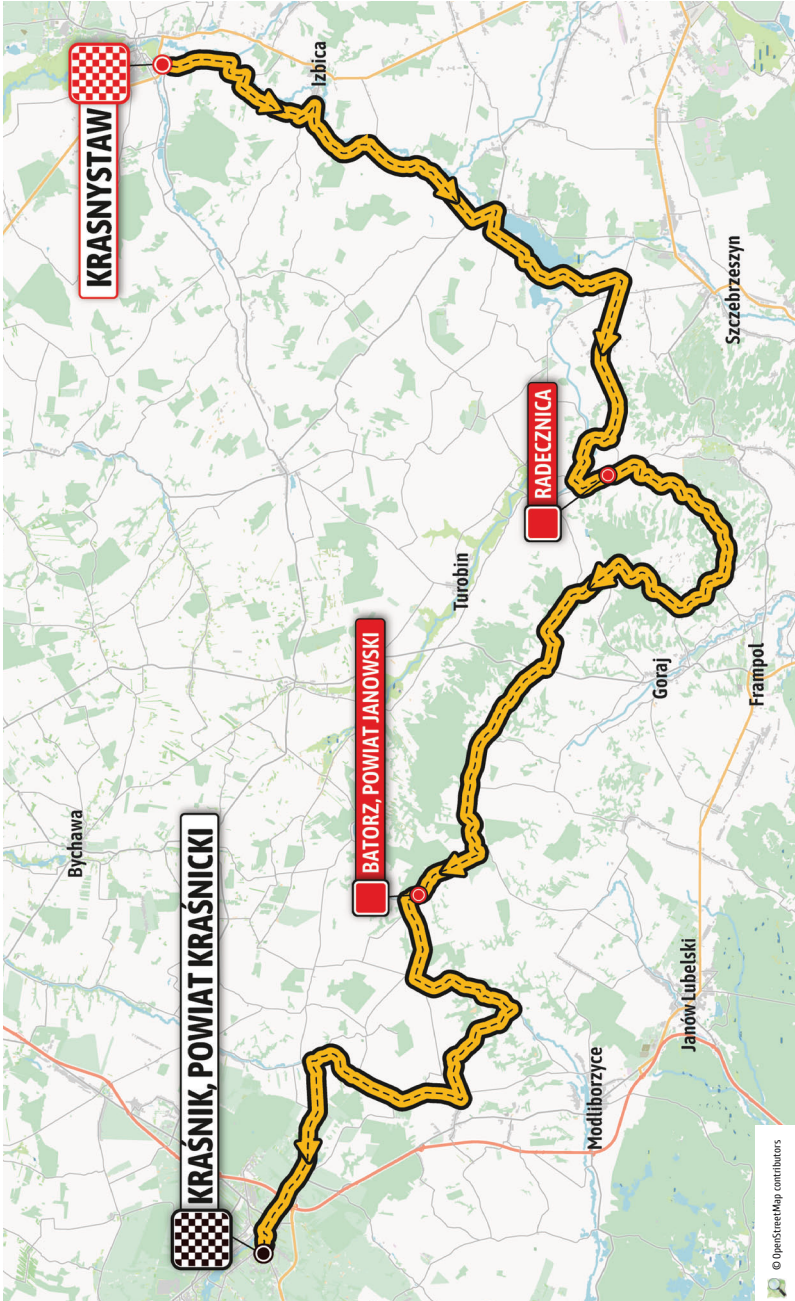 KRAŚNIK, POWIAT KRAŚNICKI
Bychawa
BATORZ, POWIAT JANOWSKI
Turobin
KRASNYSTAW
Izbica
RADECZNICA
Szczebrzeszyn
Goraj
Frampol
Modliborzyce
Janów Lubelski
© OpenStreetMap contributors